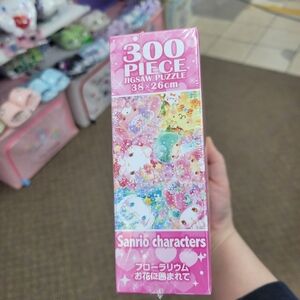 300
PIECE
JIGSAW PUZZLE
38×26cm
Sanrio characters
フローラリウム
お花に囲まれて